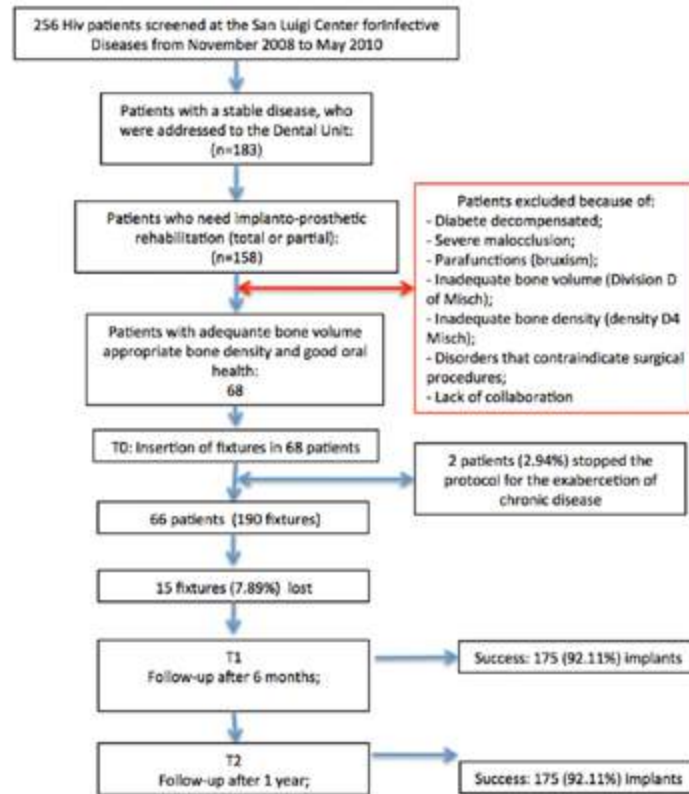 256 Hiv patients screened at the San Luigi Center forInfective
Diseases from November 2008 to May 2010
Patients with a stable disease, who
were addressed to the Dental Unit:
(n=183)
Patients who need implanto-prosthetic
rehabilitation (total or partial):
(n=158)
Patients excluded because of:
- Diabete decompensated;
- Severe malocclusion;
- Parafunctions (bruxism);
- Inadequate bone volume (Division D
of Misch);
- Inadequate bone density (density D4
Misch);
- Disorders that contraindicate surgical
procedures;
- Lack of collaboration
Patients with adequante bone volume
appropriate bone density and good oral
health:
68
T0: Insertion of fixtures in 68 patients
2 patients (2.94%) stopped the
protocol for the exabercetion of
chronic disease
66 patients (190 fixtures)
15 fixtures (7.89%) lost
T1
Follow-up after 6 months;
Success: 175 (92.11%) implants
T2
Follow-up after 1 year;
Success: 175 (92.11%) Implants